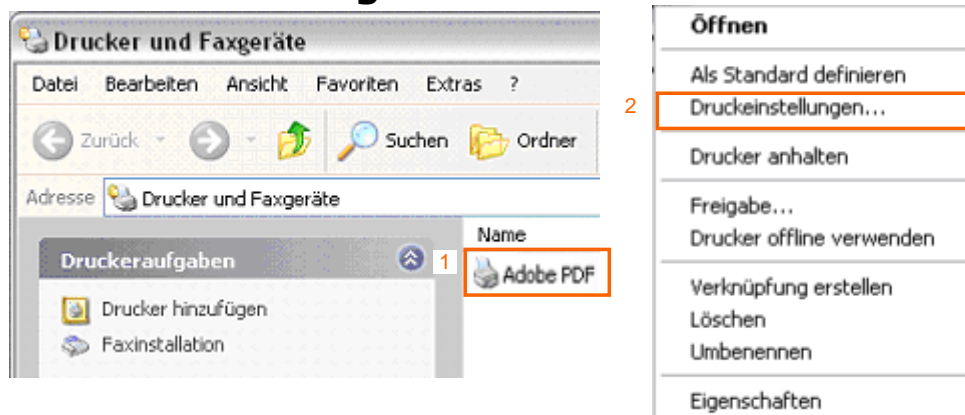 Drucker und Faxgeräte
Datei Bearbeiten Ansicht Favoriten Extras ?
Zurück Suchen Ordner
Adresse Drucker und Faxgeräte
Druckeraufgaben
Drucker hinzufügen
Faxinstallation
Name
1 Adobe PDF
Öffnen
Als Standard definieren
2 Druckeinstellungen...
Drucker anhalten
Freigabe...
Drucker offline verwenden
Verknüpfung erstellen
Löschen
Umbenennen
Eigenschaften